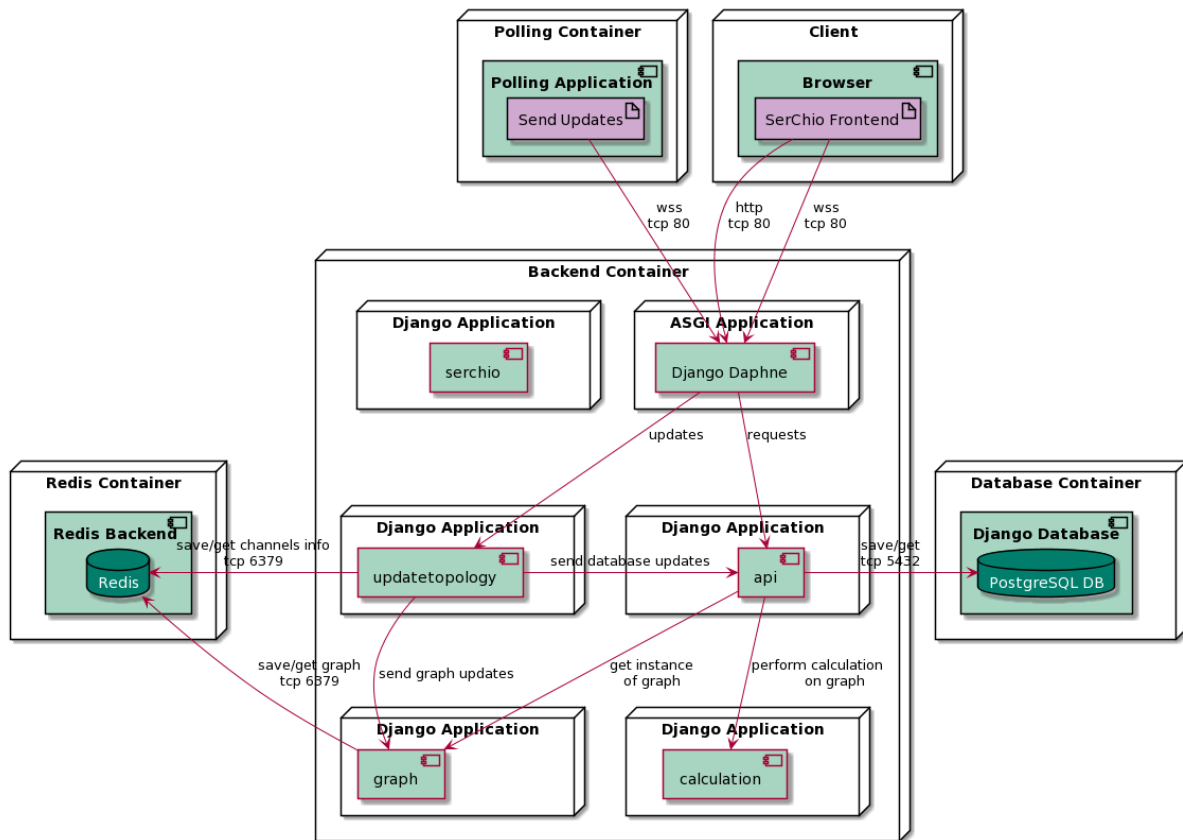 Polling Container
Polling Application
Send Updates
Client
Browser
SerChio Frontend
wss
tcp 80
http
tcp 80
wss
tcp 80
Backend Container
Django Application
serchio
ASGI Application
Django Daphne
updates
requests
Redis Container
Redis Backend
Redis
save/get channels info
tcp 6379
Django Application
updatetopology
send database updates
Django Application
api
save/get
tcp 5432
Database Container
Django Database
PostgreSQL DB
save/get graph
tcp 6379
send graph updates
get instance
of graph
perform calculation
on graph
Django Application
graph
Django Application
calculation